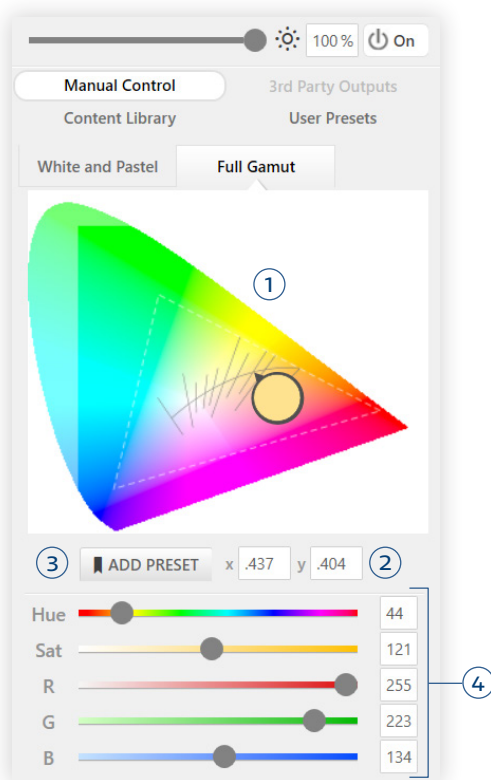 100 % On
Manual Control 3rd Party Outputs
Content Library User Presets
White and Pastel Full Gamut
1
3 ADD PRESET x .437 y .404 2
Hue 44
Sat 121
R 255
G 223
B 134
4